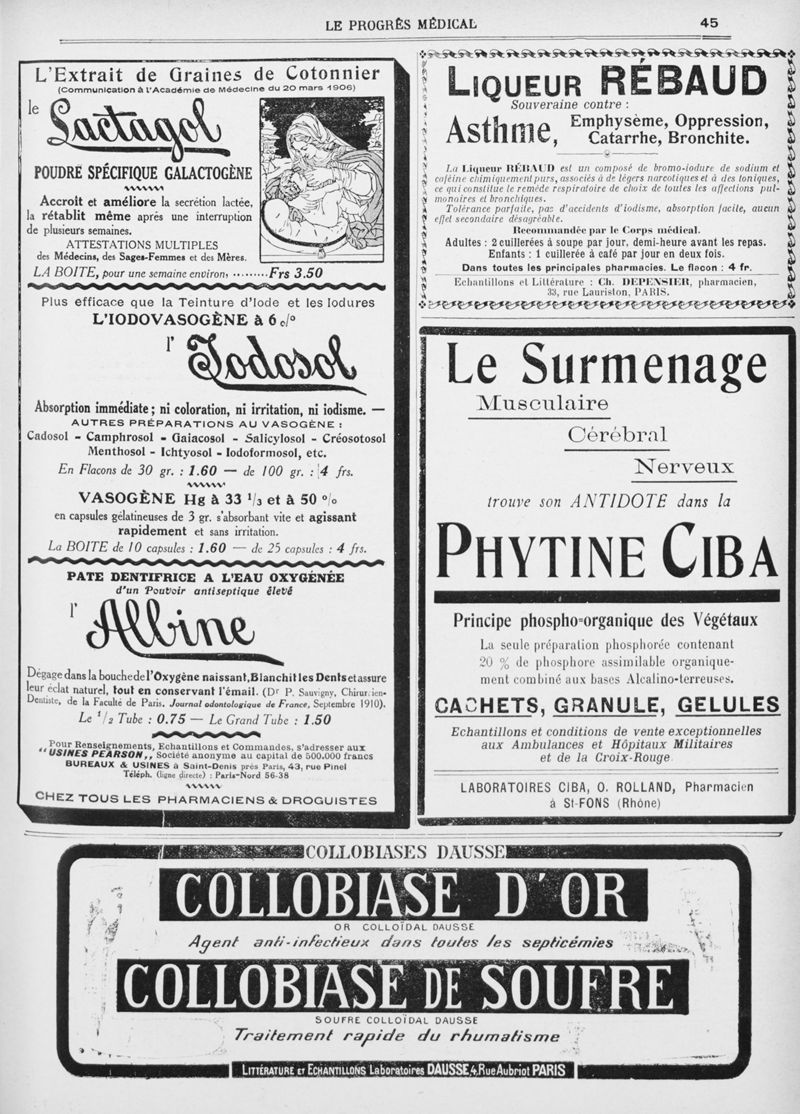 LE PROGRÈS MÉDICAL
45
L'Extrait de Graines de Cotonnier
(Communication à l'Académie de Médecine du 20 mars 1906)
le
Lactagol
POUDRE SPÉCIFIQUE GALACTOGÈNE
Accroît et améliore la secrétion lactée,
la rétablit même après une interruption
de plusieurs semaines.
ATTESTATIONS MULTIPLES
des Médecins, des Sages-Femmes et des Mères.
LA BOITE, pour une semaine environ, ......... Frs 3.50
Plus efficace que la Teinture d'Iode et les Iodures
L'IODOVASOGÈNE à 6 o/o
l'
Iodosol
Absorption immédiate ; ni coloration, ni irritation, ni iodisme. —
AUTRES PRÉPARATIONS AU VASOGÈNE :
Cadosol - Camphrosol - Gaiacosol - Salicylosol - Créosotosol
Menthosol - Ichtyosol - Iodoformosol, etc.
En Flacons de 30 gr. : 1.60 — de 100 gr. : 4 frs.
VASOGÈNE Hg à 33 1/3 et à 50 o/o
en capsules gélatineuses de 3 gr. s'absorbant vite et agissant
rapidement et sans irritation.
La BOITE de 10 capsules : 1.60 — de 25 capsules : 4 frs.
PATE DENTIFRICE A L'EAU OXYGÉNÉE
d'un Pouvoir antiseptique élevé
l'
Albine
Dégage dans la bouche de l'Oxygène naissant, Blanchit les Dents et assure
leur éclat naturel, tout en conservant l'émail. (Dr P. Sauvigny, Chirurgien-
Dentiste, de la Faculté de Paris, Journal odontologique de France, Septembre 1910).
Le 1/2 Tube : 0.75 — Le Grand Tube : 1.50
Pour Renseignements, Echantillons et Commandes, s'adresser aux
,,USINES PEARSON,, Société anonyme au capital de 500.000 francs
BUREAUX & USINES à Saint-Denis près Paris, 43, rue Pinel
Téléph. (ligne directe) : Paris-Nord 56-38
CHEZ TOUS LES PHARMACIENS & DROGUISTES
LIQUEUR RÉBAUD
Souveraine contre :
Asthme, Emphysème, Oppression,
Catarrhe, Bronchite.
La Liqueur RÉBAUD est un composé de bromo-iodure de sodium et
caféine chimiquement purs, associés à de légers narcotiques et à des toniques,
ce qui constitue le remède respiratoire de choix de toutes les affections pul-
monaires et bronchiques.
Tolérance parfaite, pas d'accidents d'iodisme, absorption facile, aucun
effet secondaire désagréable.
Recommandée par le Corps médical.
Adultes : 2 cuillerées à soupe par jour, demi-heure avant les repas.
Enfants : 1 cuillerée à café par jour en deux fois.
Dans toutes les principales pharmacies. Le flacon : 4 fr.
Echantillons et Littérature : Ch. DEPENSIER, pharmacien,
33, rue Lauriston, PARIS.
Le Surmenage
Musculaire
Cérébral
Nerveux
trouve son ANTIDOTE dans la
PHYTINE CIBA
Principe phospho-organique des Végétaux
La seule préparation phosphorée contenant
20 % de phosphore assimilable organique-
ment combiné aux bases Alcalino-terreuses.
CACHETS, GRANULE, GELULES
Echantillons et conditions de vente exceptionnelles
aux Ambulances et Hôpitaux Militaires
et de la Croix-Rouge
LABORATOIRES CIBA, O. ROLLAND, Pharmacien
à St-FONS (Rhône)
COLLOBIASES DAUSSE
COLLOBIASE D'OR
OR COLLOÏDAL DAUSSE
Agent anti-infectieux dans toutes les septicémies
COLLOBIASE DE SOUFRE
SOUFRE COLLOÏDAL DAUSSE
Traitement rapide du rhumatisme
LITTÉRATURE ET ECHANTILLONS Laboratoires DAUSSE, 4, Rue Aubriot PARIS